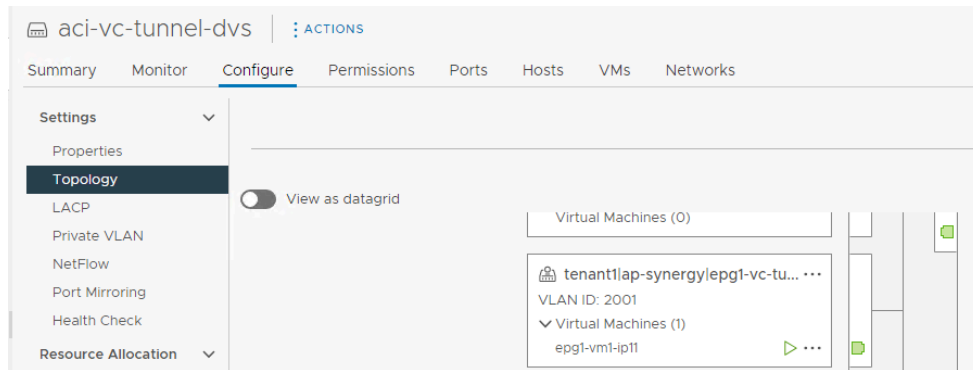 aci-vc-tunnel-dvs ACTIONS
Summary Monitor Configure Permissions Ports Hosts VMs Networks
Settings
Properties
Topology
LACP
Private VLAN
NetFlow
Port Mirroring
Health Check
Resource Allocation
View as datagrid
Virtual Machines (0)
tenant1|ap-synergy|epg1-vc-tu... ...
VLAN ID: 2001
Virtual Machines (1)
epg1-vm1-ip11 ...